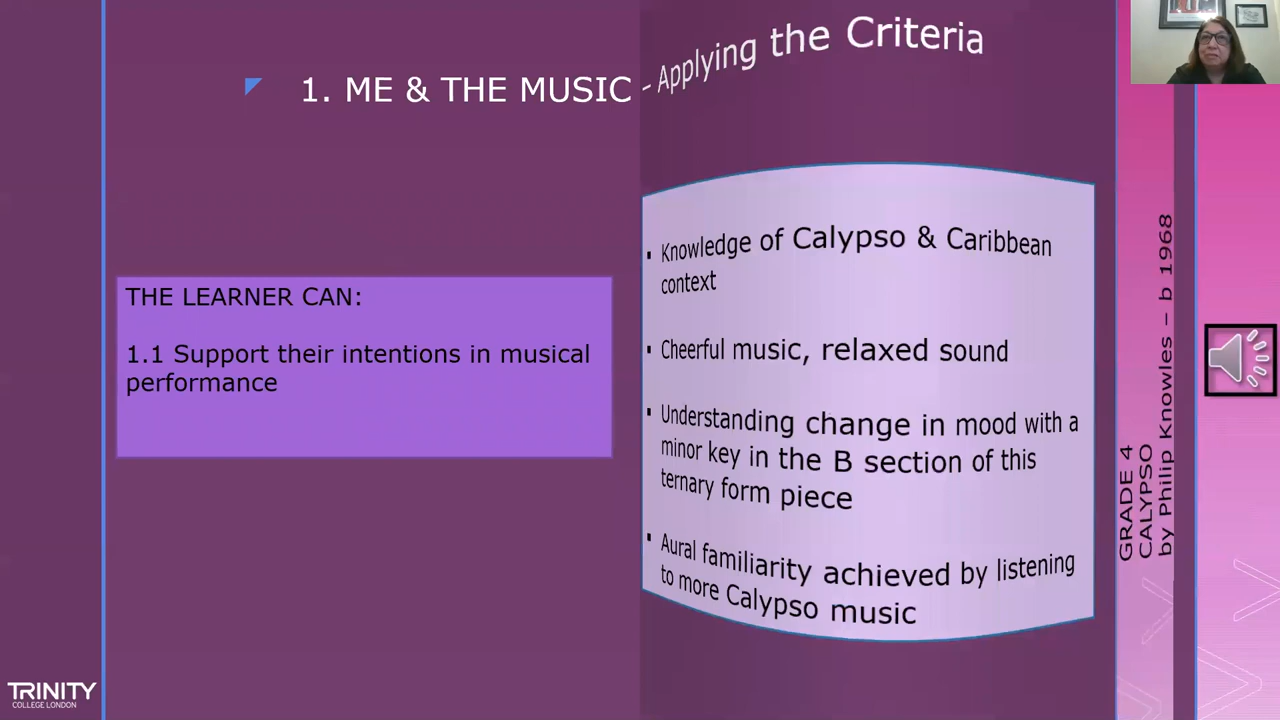 1. ME & THE MUSIC – Applying the Criteria
THE LEARNER CAN:
1.1 Support their intentions in musical
performance
▪ Knowledge of Calypso & Caribbean
context
▪ Cheerful music, relaxed sound
▪ Understanding change in mood with a
minor key in the B section of this
ternary form piece
▪ Aural familiarity achieved by listening
to more Calypso music
GRADE 4
CALYPSO
by Philip Knowles – b 1968
TRINITY
COLLEGE LONDON